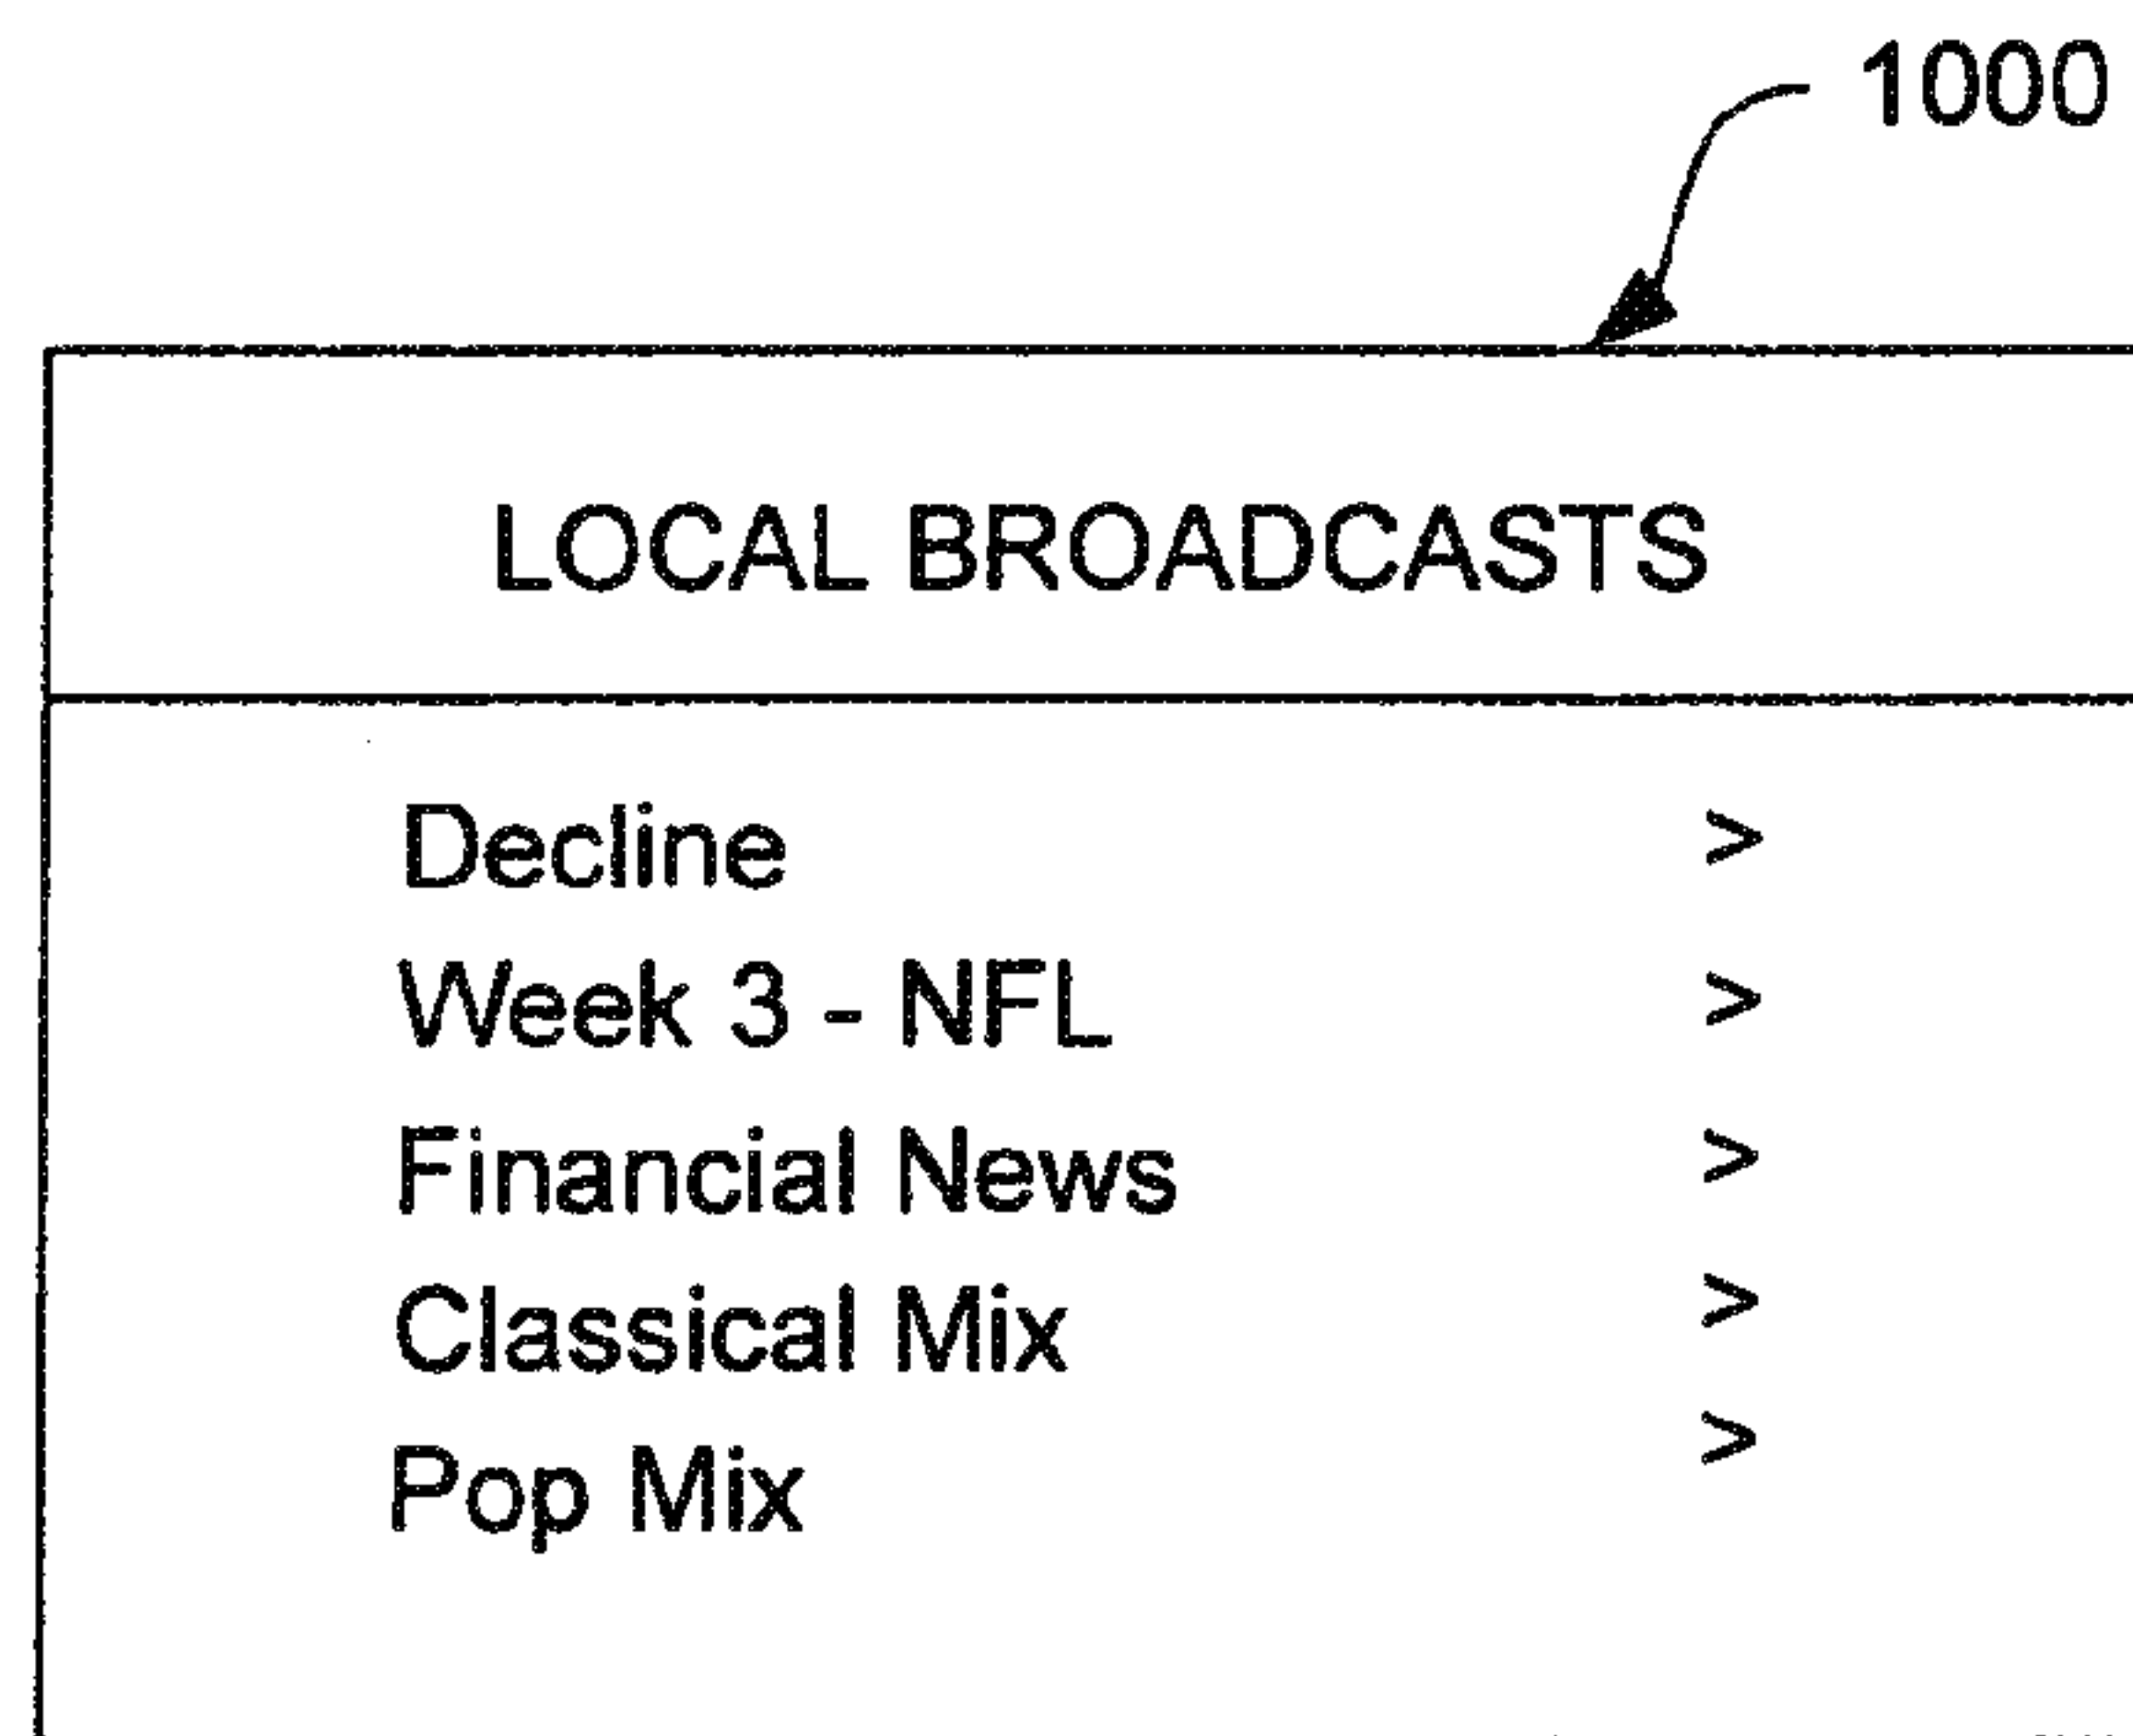 1000
LOCAL BROADCASTS
Decline >
Week 3 - NFL >
Financial News >
Classical Mix >
Pop Mix >